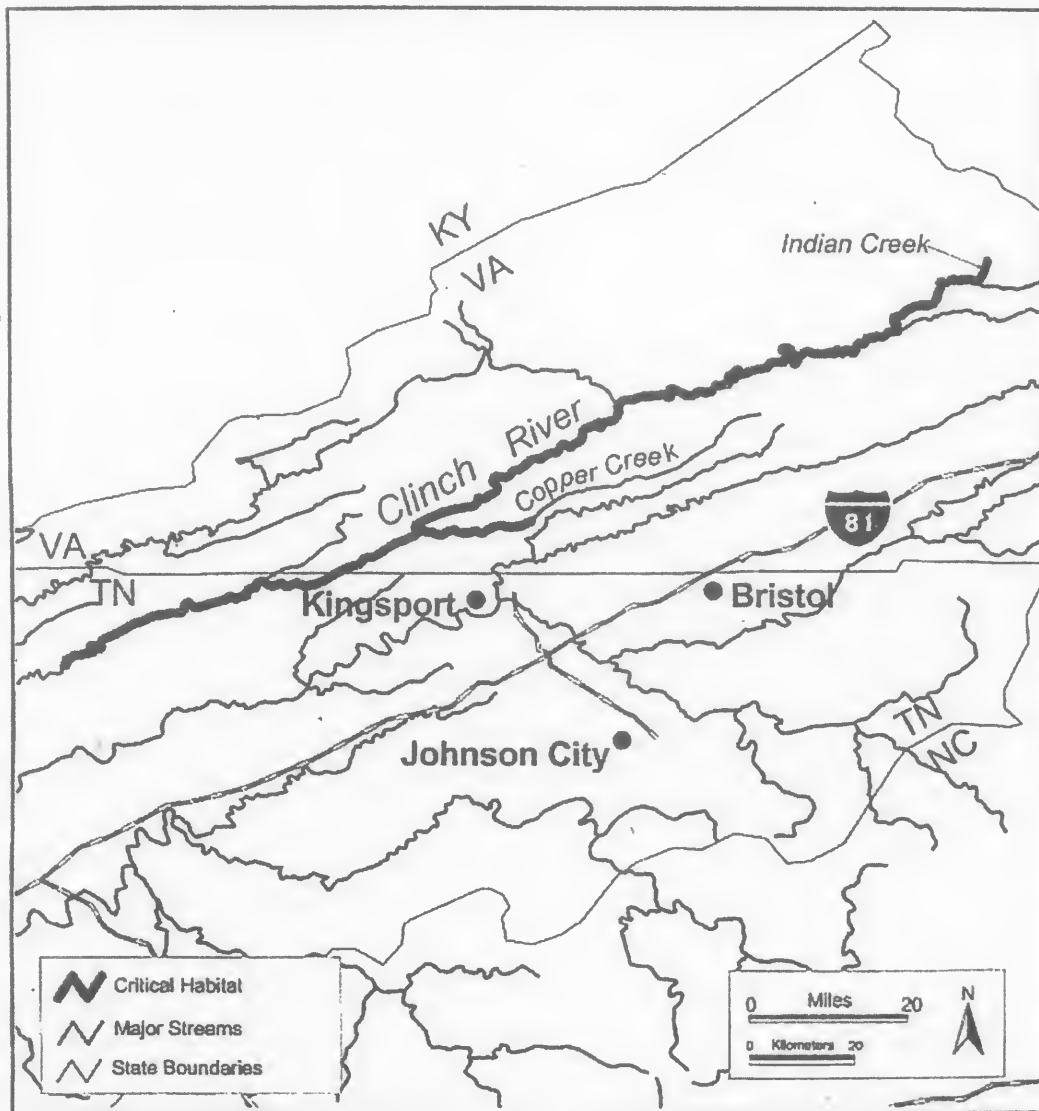 KY
VA
Indian Creek
Clinch River
Copper Creek
81
VA
TN
Kingsport
Bristol
TN
NC
Johnson City
Critical Habitat
Major Streams
State Boundaries
0 Miles 20
0 Kilometers 20
N